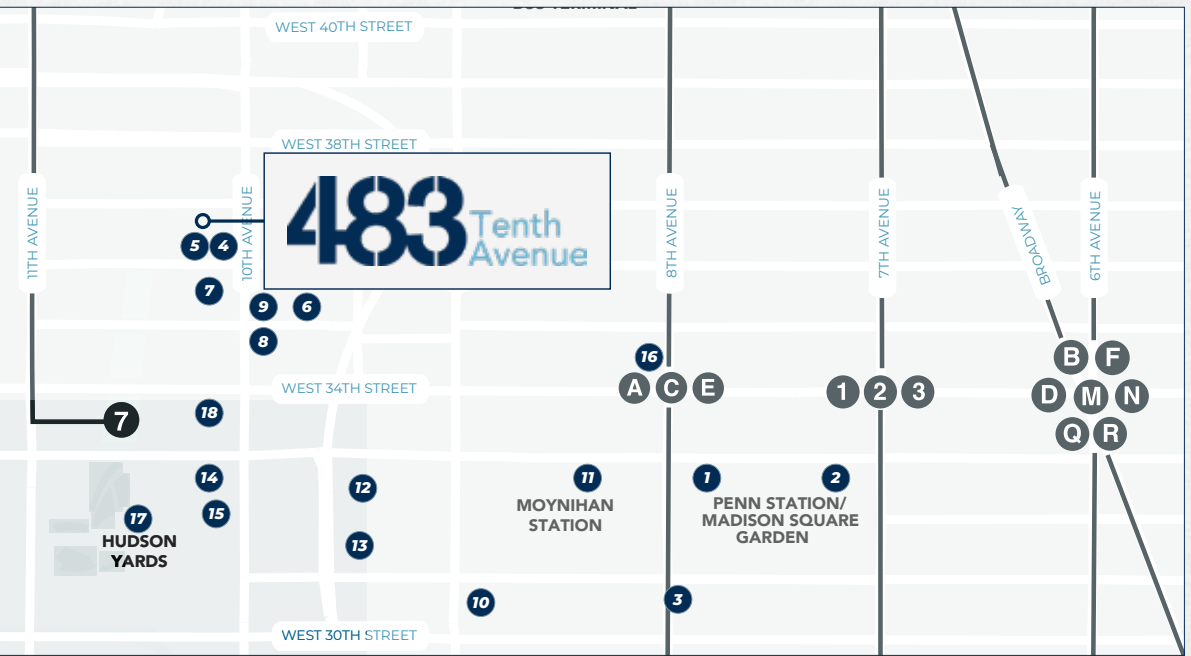 BUS TERMINAL
WEST 40TH STREET
WEST 38TH STREET
11TH AVENUE
10TH AVENUE
483
Tenth
Avenue
8TH AVENUE
7TH AVENUE
BROADWAY
6TH AVENUE
5
4
7
9
6
8
16
A C E
1 2 3
B F
D M N
Q R
WEST 34TH STREET
18
7
14
15
17
HUDSON
YARDS
12
13
11
MOYNIHAN
STATION
1
2
PENN STATION/
MADISON SQUARE
GARDEN
10
3
WEST 30TH STREET